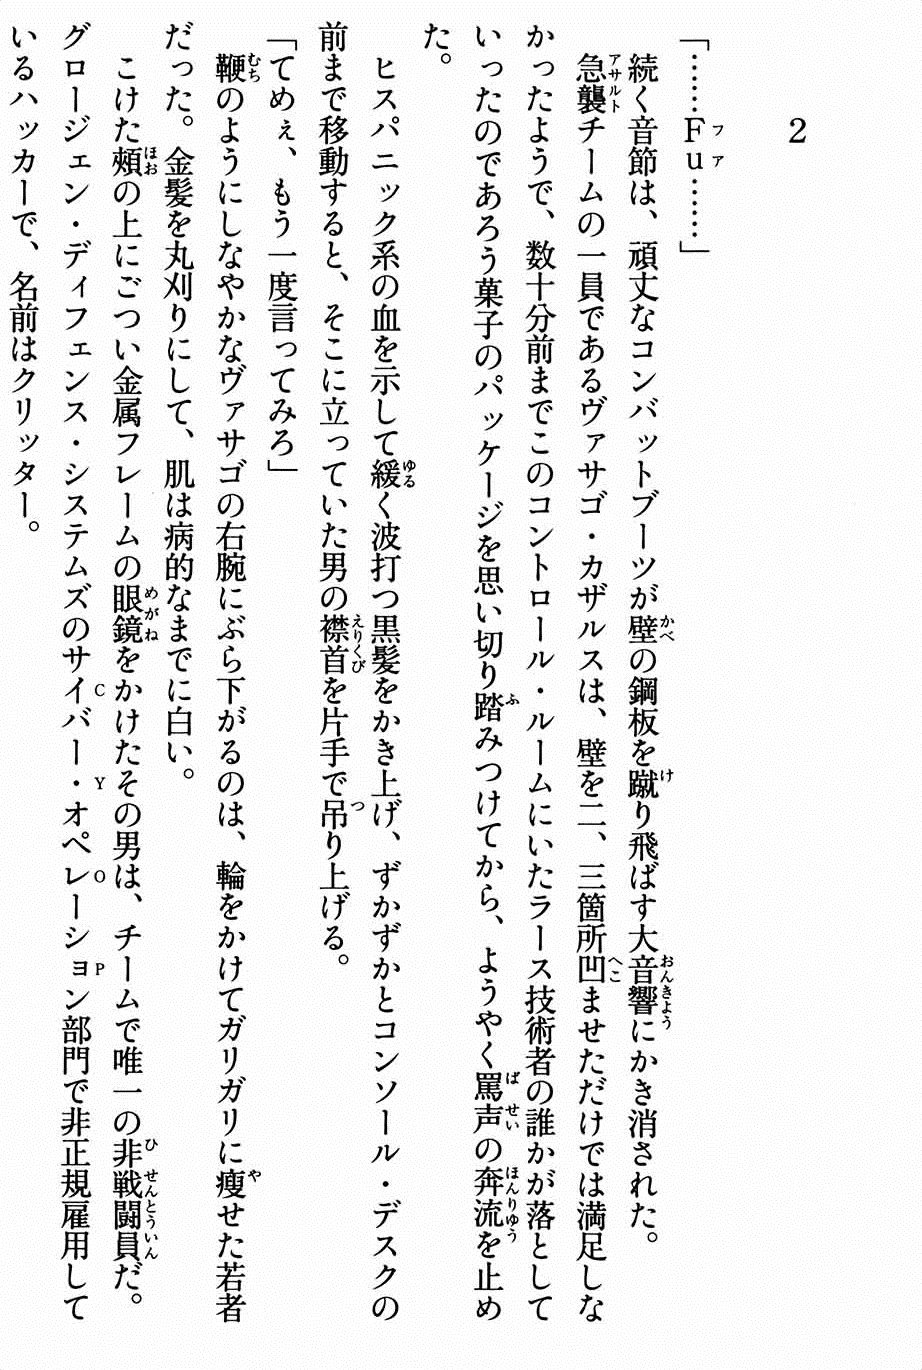 2
「……Fu……」
続く音節は、頑丈なコンバットブーツが壁の鋼板を蹴り飛ばす大音響にかき消された。
急襲チームの一員であるヴァサゴ・カザルスは、壁を二、三箇所凹ませただけでは満足しな
かったようで、数十分前までこのコントロール・ルームにいたラース技術者の誰かが落として
いったのであろう菓子のパッケージを思い切り踏みつけてから、ようやく罵声の奔流を止め
た。
ヒスパニック系の血を示して緩く波打つ黒髪をかき上げ、ずかずかとコンソール・デスクの
前まで移動すると、そこに立っていた男の襟首を片手で吊り上げる。
「てめぇ、もう一度言ってみろ」
鞭のようにしなやかなヴァサゴの右腕にぶら下がるのは、輪をかけてガリガリに痩せた若者
だった。金髪を丸刈りにして、肌は病的なまでに白い。
こけた頰の上にごつい金属フレームの眼鏡をかけたその男は、チームで唯一の非戦闘員だ。
グロージェン・ディフェンス・システムズのサイバー・オペレーション部門で非正規雇用して
いるハッカーで、名前はクリッター。